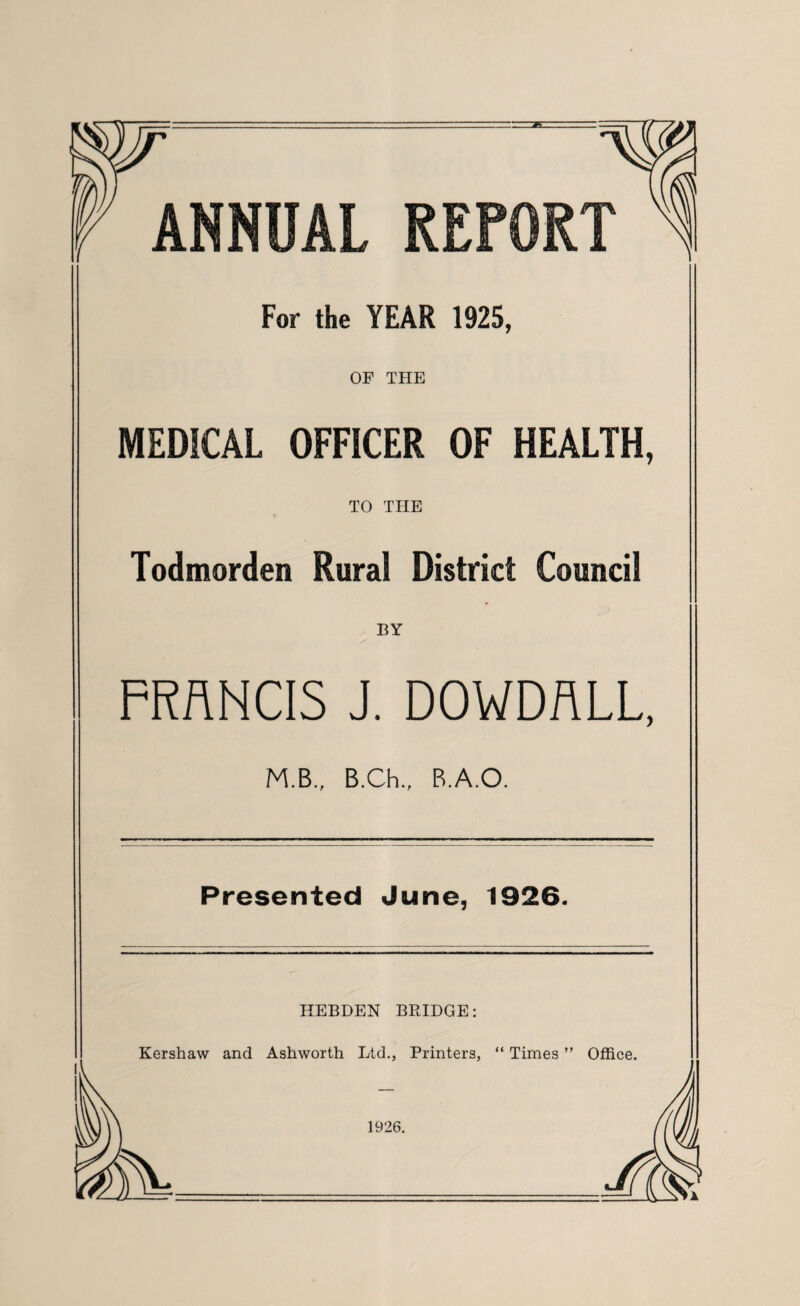 ANNUAL REPORT
For the YEAR 1925,
OF THE
MEDICAL OFFICER OF HEALTH,
TO THE
Todmorden Rural District Council
BY
FRANCIS J. DOWDALL,
M.B., B.Ch., B.A.O.
Presented June, 1926.
HEBDEN BRIDGE:
Kershaw and Ashworth Ltd., Printers, “ Times ” Office.
1926.